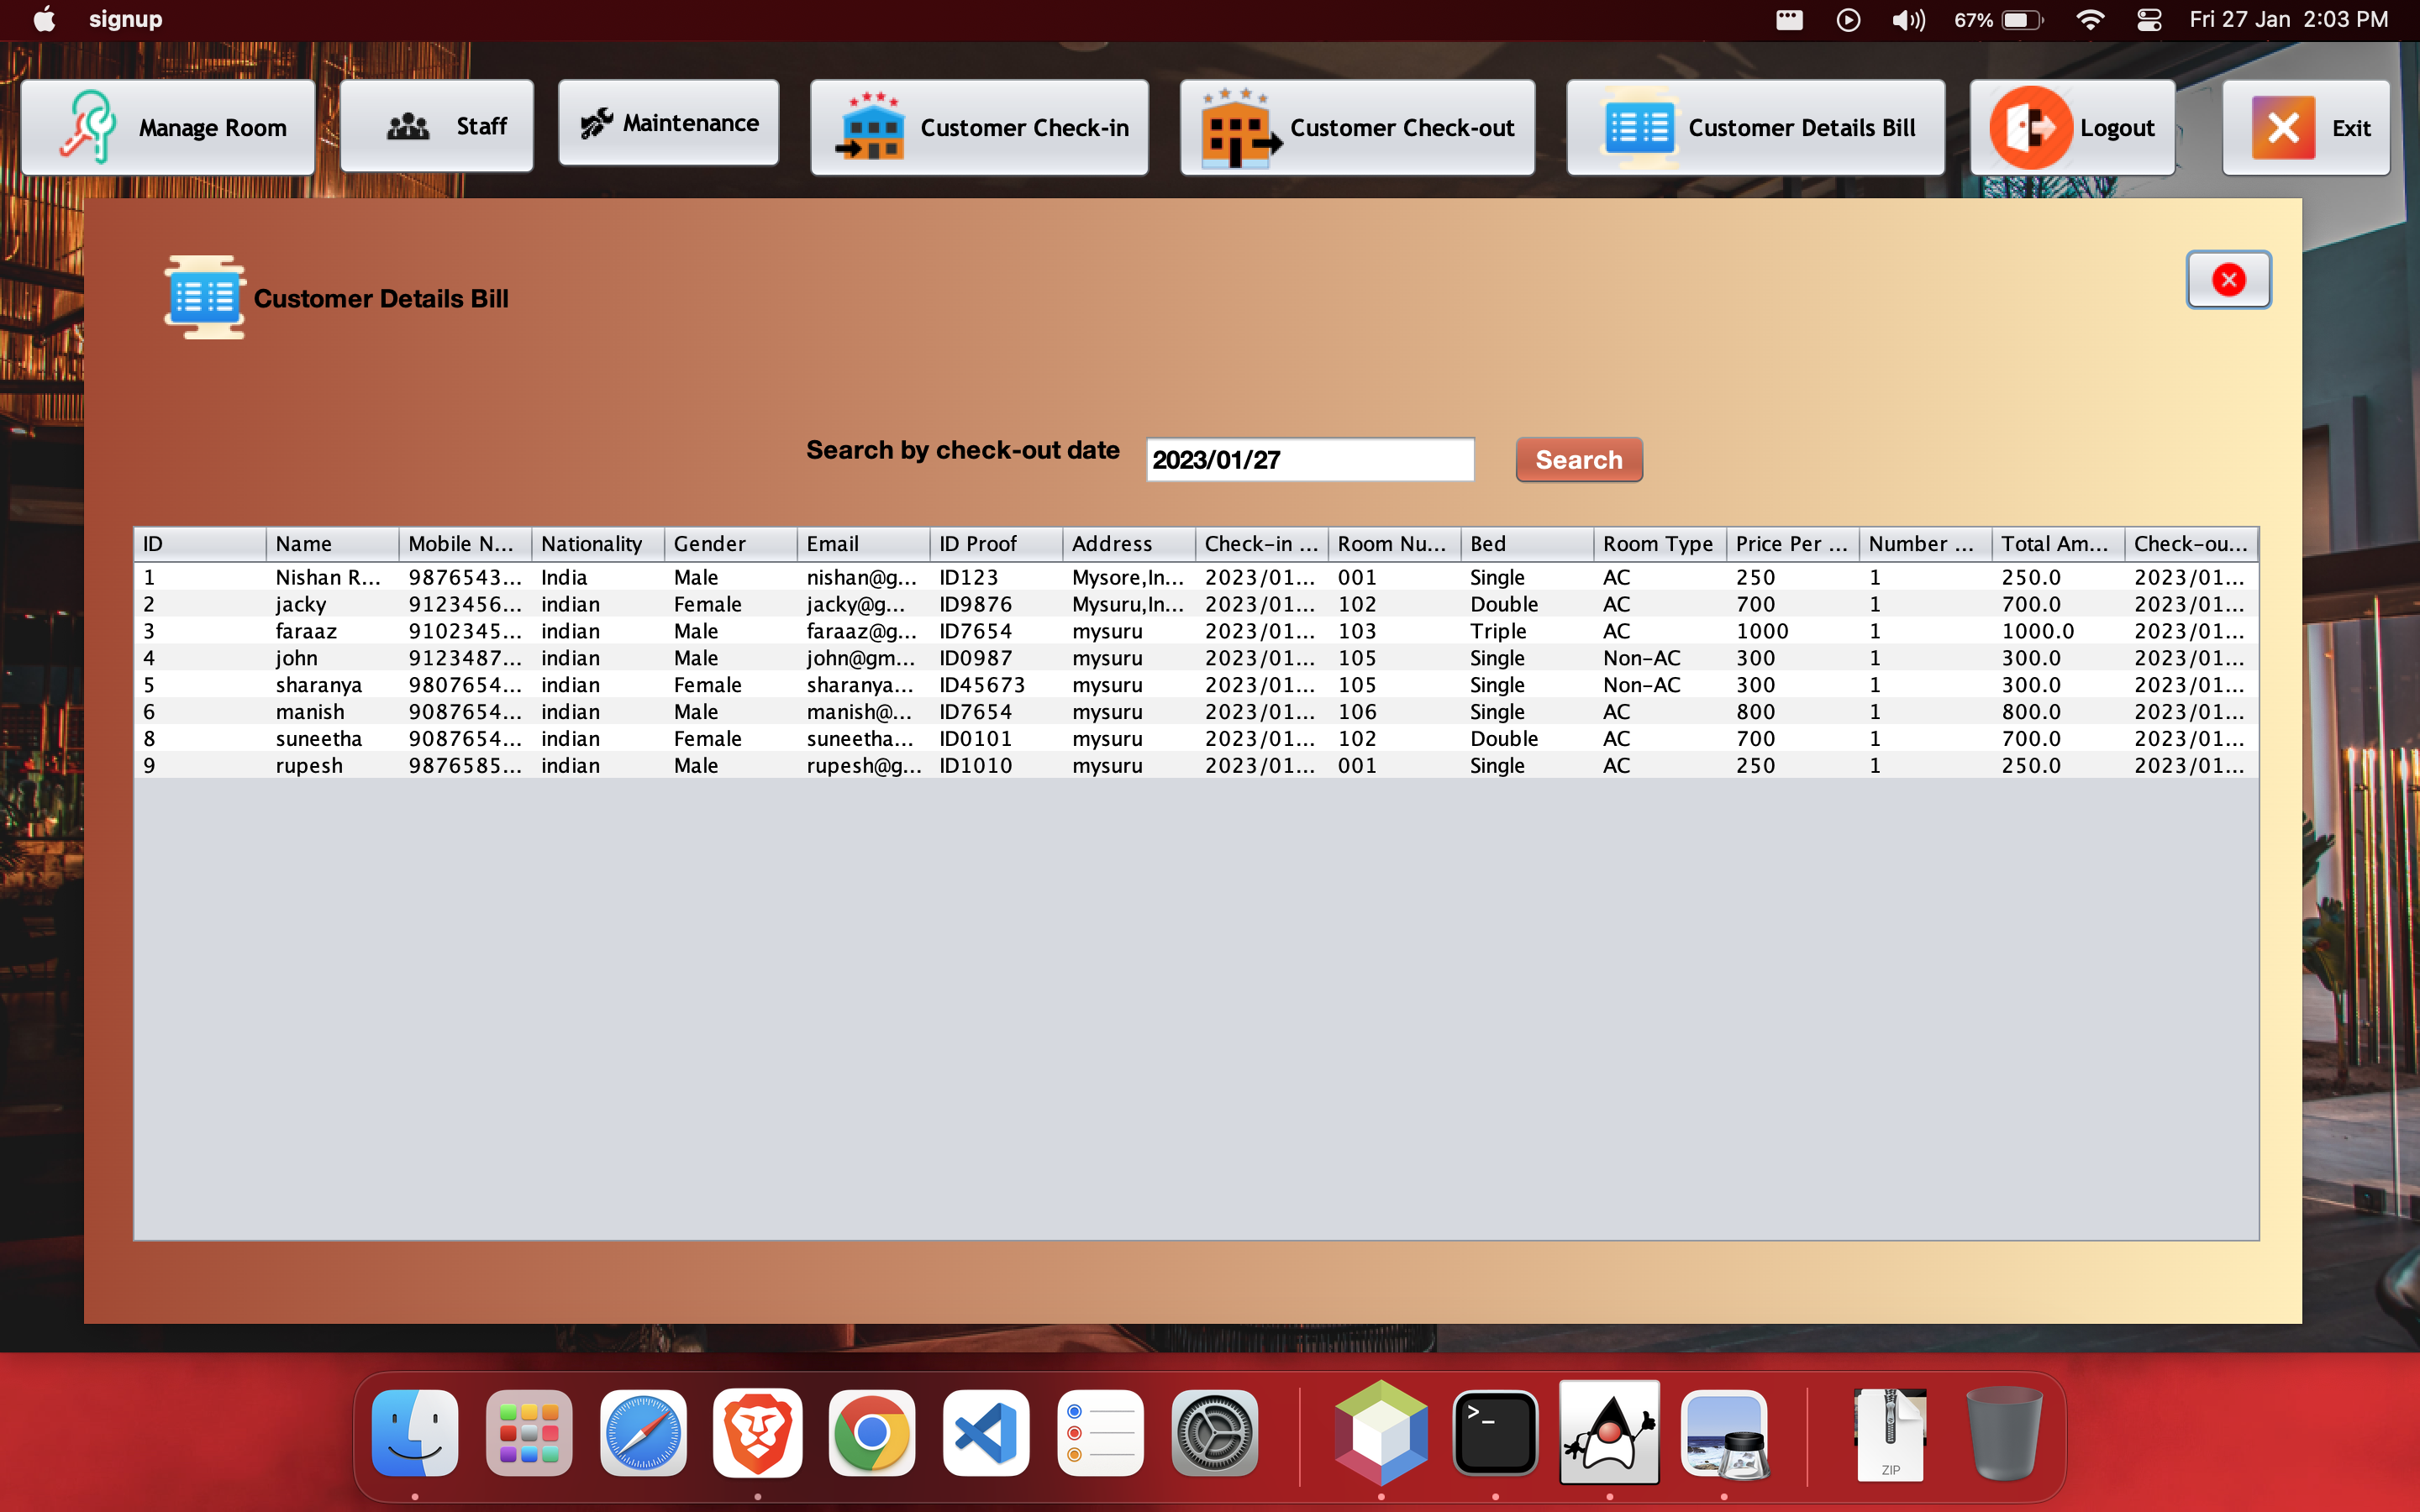 signup 67% Fri 27 Jan 2:03 PM
Manage Room Staff Maintenance Customer Check-in Customer Check-out Customer Details Bill Logout Exit
Customer Details Bill
Search by check-out date 2023/01/27 Search
ID Name Mobile N... Nationality Gender Email ID Proof Address Check-in ... Room Nu... Bed Room Type Price Per ... Number ... Total Am... Check-ou...
1 Nishan R... 9876543... India Male nishan@g... ID123 Mysore,In... 2023/01... 001 Single AC 250 1 250.0 2023/01...
2 jacky 9123456... indian Female jacky@g... ID9876 Mysuru,In... 2023/01... 102 Double AC 700 1 700.0 2023/01...
3 faraaz 9102345... indian Male faraaz@g... ID7654 mysuru 2023/01... 103 Triple AC 1000 1 1000.0 2023/01...
4 john 9123487... indian Male john@gm... ID0987 mysuru 2023/01... 105 Single Non-AC 300 1 300.0 2023/01...
5 sharanya 9807654... indian Female sharanya... ID45673 mysuru 2023/01... 105 Single Non-AC 300 1 300.0 2023/01...
6 manish 9087654... indian Male manish@... ID7654 mysuru 2023/01... 106 Single AC 800 1 800.0 2023/01...
8 suneetha 9087654... indian Female suneetha... ID0101 mysuru 2023/01... 102 Double AC 700 1 700.0 2023/01...
9 rupesh 9876585... indian Male rupesh@g... ID1010 mysuru 2023/01... 001 Single AC 250 1 250.0 2023/01...
>_
ZIP